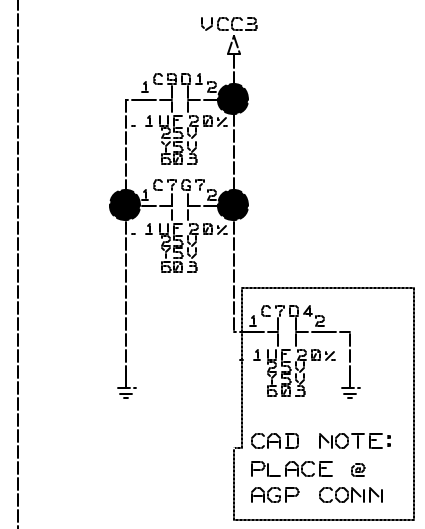 VCC3
C9D1
1 2
.1UF 20%
25V
Y5V
603
C7G7
1 2
.1UF 20%
25V
Y5V
603
C7D4
1 2
.1UF 20%
25V
Y5V
603
CAD NOTE:
PLACE @
AGP CONN